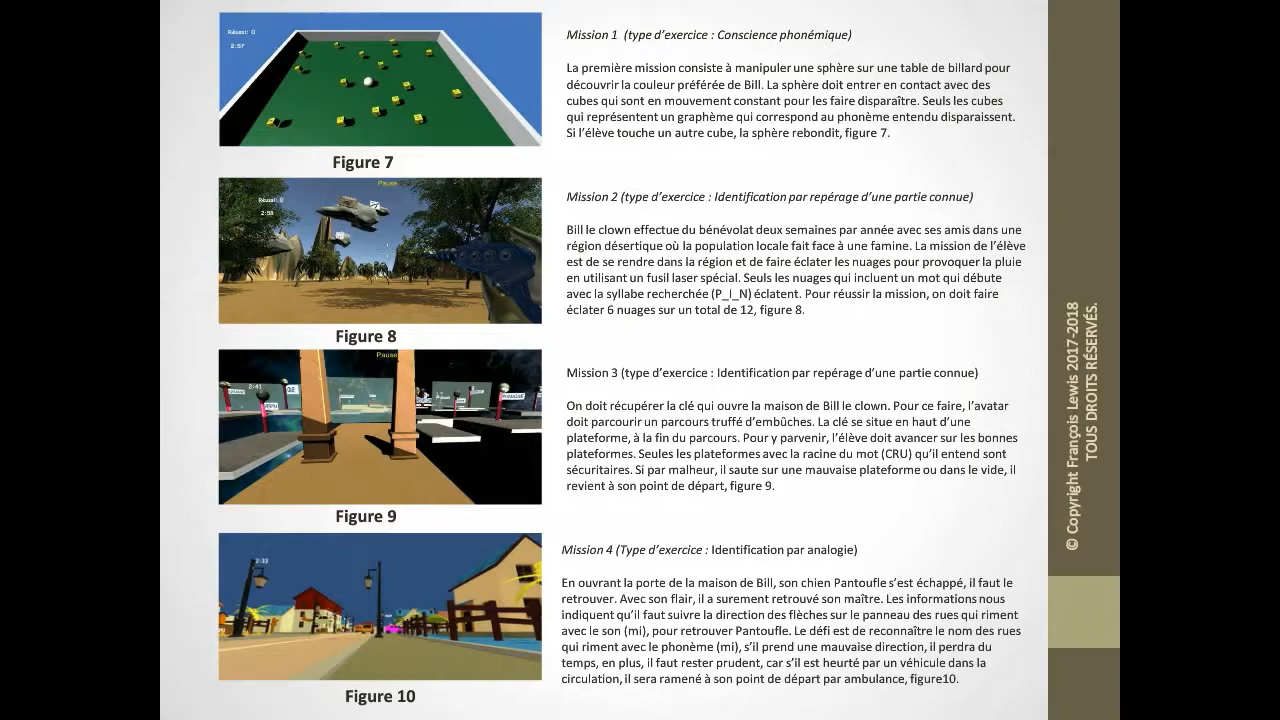 Réussi: 0
2:57
Figure 7
Mission 1 (type d'exercice : Conscience phonémique)
La première mission consiste à manipuler une sphère sur une table de billard pour
découvrir la couleur préférée de Bill. La sphère doit entrer en contact avec des
cubes qui sont en mouvement constant pour les faire disparaître. Seuls les cubes
qui représentent un graphème qui correspond au phonème entendu disparaissent.
Si l'élève touche un autre cube, la sphère rebondit, figure 7.
Pause
Réussi: 0
2:58
Figure 8
Mission 2 (type d'exercice : Identification par repérage d'une partie connue)
Bill le clown effectue du bénévolat deux semaines par année avec ses amis dans une
région désertique où la population locale fait face à une famine. La mission de l'élève
est de se rendre dans la région et de faire éclater les nuages pour provoquer la pluie
en utilisant un fusil laser spécial. Seuls les nuages qui incluent un mot qui débute
avec la syllabe recherchée (P_I_N) éclatent. Pour réussir la mission, on doit faire
éclater 6 nuages sur un total de 12, figure 8.
Pause
2:41
Figure 9
Mission 3 (type d'exercice : Identification par repérage d'une partie connue)
On doit récupérer la clé qui ouvre la maison de Bill le clown. Pour ce faire, l'avatar
doit parcourir un parcours truffé d'embûches. La clé se situe en haut d'une
plateforme, à la fin du parcours. Pour y parvenir, l'élève doit avancer sur les bonnes
plateformes. Seules les plateformes avec la racine du mot (CRU) qu'il entend sont
sécuritaires. Si par malheur, il saute sur une mauvaise plateforme ou dans le vide, il
revient à son point de départ, figure 9.
2:33
Figure 10
Mission 4 (Type d'exercice : Identification par analogie)
En ouvrant la porte de la maison de Bill, son chien Pantoufle s'est échappé, il faut le
retrouver. Avec son flair, il a surement retrouvé son maître. Les informations nous
indiquent qu'il faut suivre la direction des flèches sur le panneau des rues qui riment
avec le son (mi), pour retrouver Pantoufle. Le défi est de reconnaître le nom des rues
qui riment avec le phonème (mi), s'il prend une mauvaise direction, il perdra du
temps, en plus, il faut rester prudent, car s'il est heurté par un véhicule dans la
circulation, il sera ramené à son point de départ par ambulance, figure10.
© Copyright François Lewis 2017-2018
TOUS DROITS RÉSERVÉS.